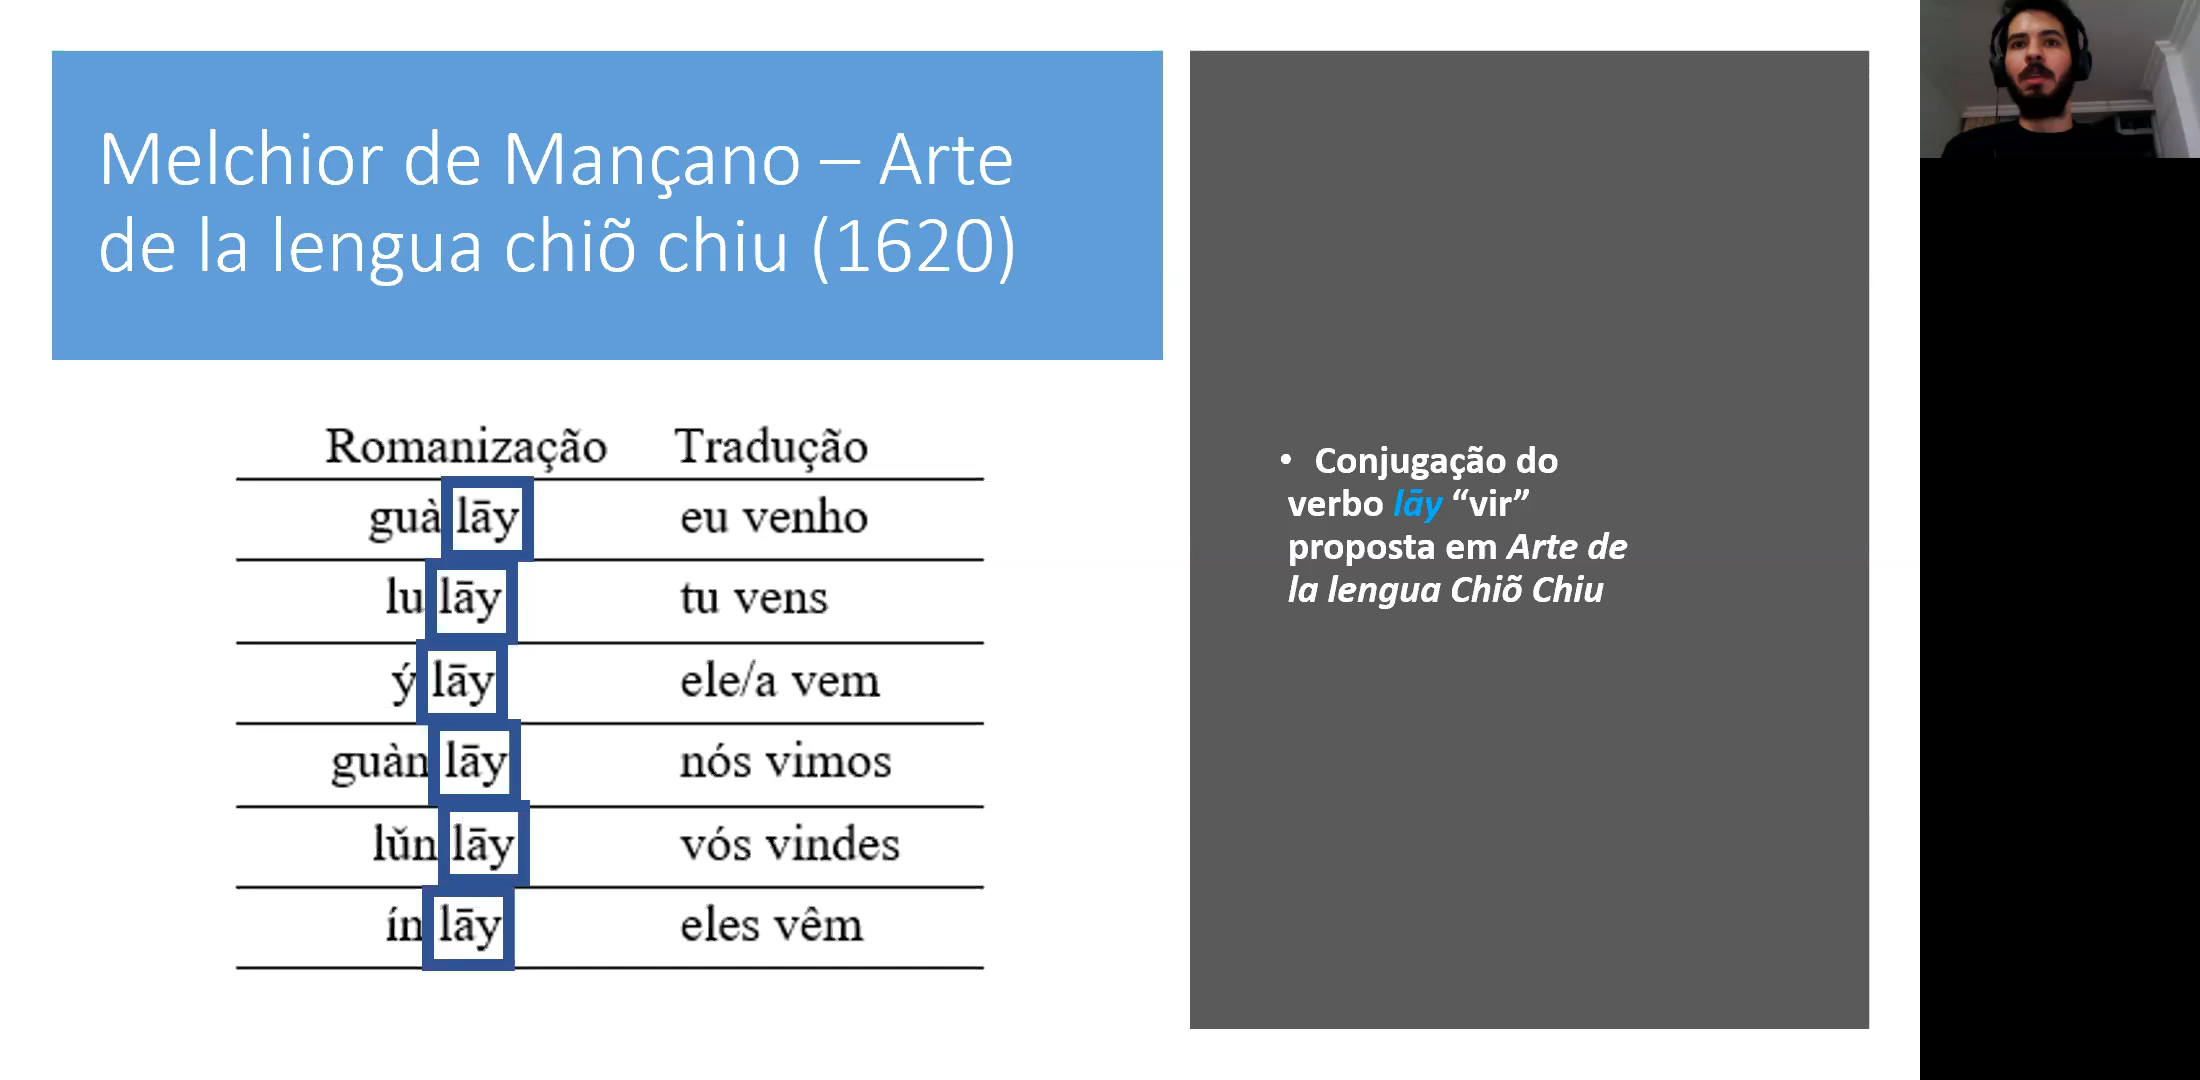 Melchior de Mançano – Arte
de la lengua chiõ chiu (1620)
Romanização Tradução
guà lāy eu venho
lu lāy tu vens
ý lāy ele/a vem
guàn lāy nós vimos
lǔn lāy vós vindes
ín lāy eles vêm
• Conjugação do
verbo lāy “vir”
proposta em Arte de
la lengua Chiõ Chiu